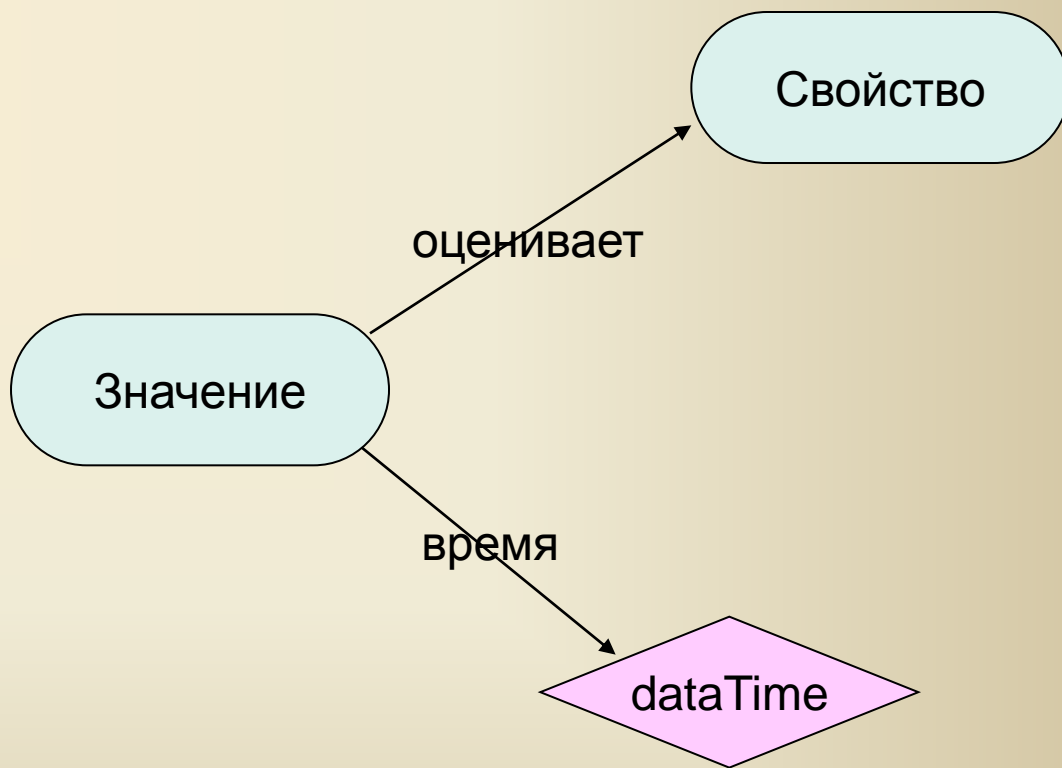 Свойство
оценивает
Значение
время
dataTime